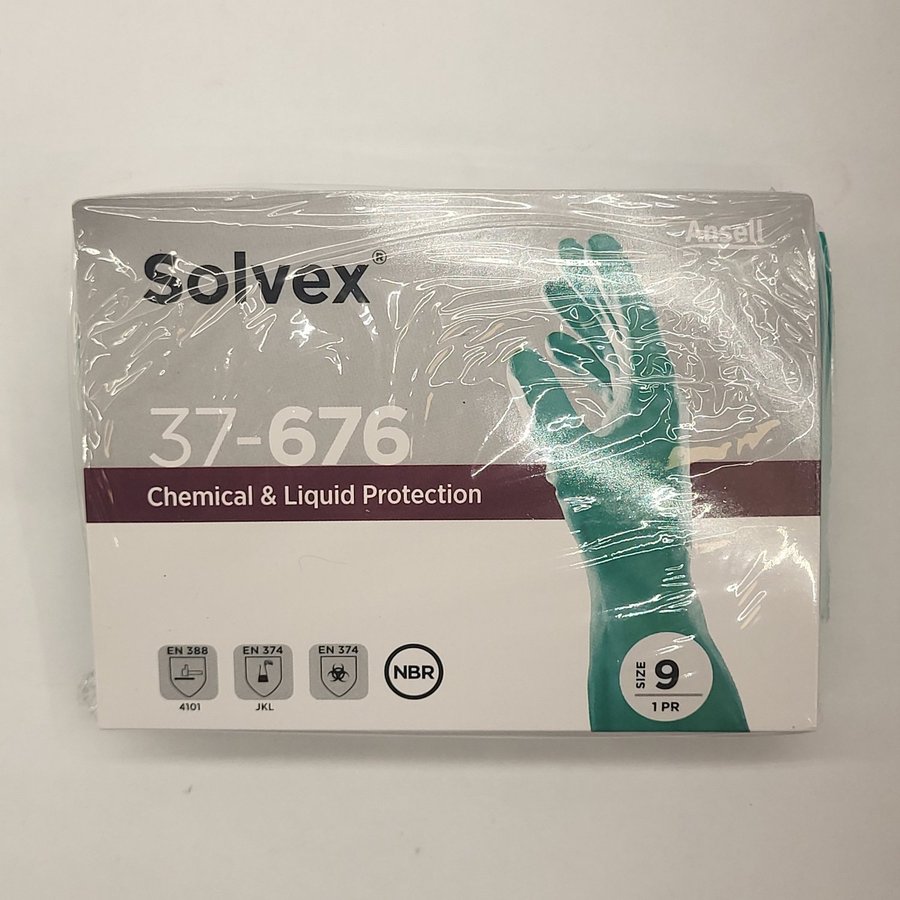 Ansell
Solvex®
37-676
Chemical & Liquid Protection
EN 388
4101
EN 374
JKL
EN 374
NBR
SIZE 9
1 PR